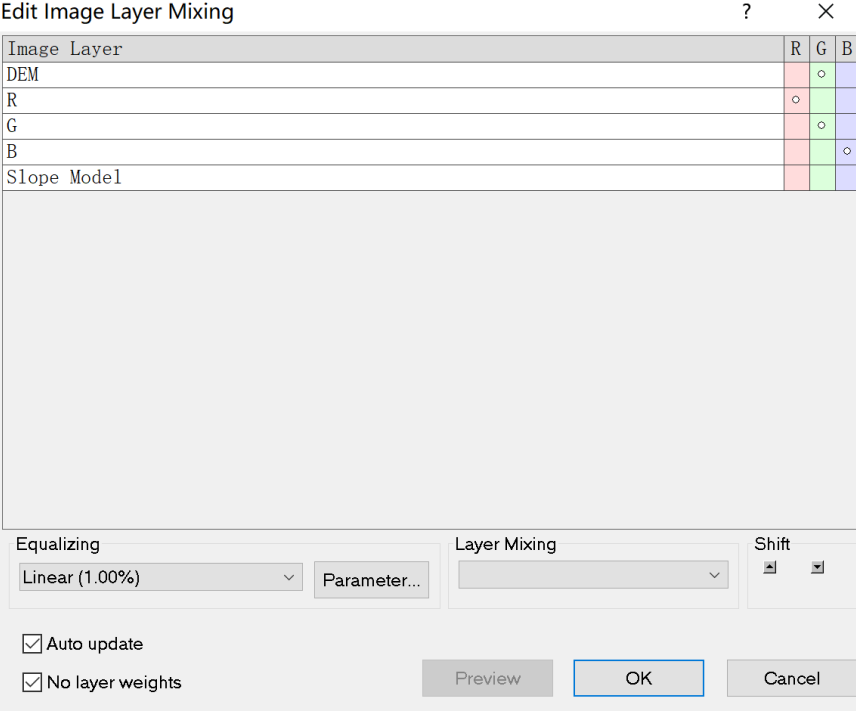 Edit Image Layer Mixing ?
Image Layer R G B
DEM
R
G
B
Slope Model
Equalizing Layer Mixing Shift
Linear (1.00%) Parameter...
Auto update
No layer weights
Preview OK Cancel